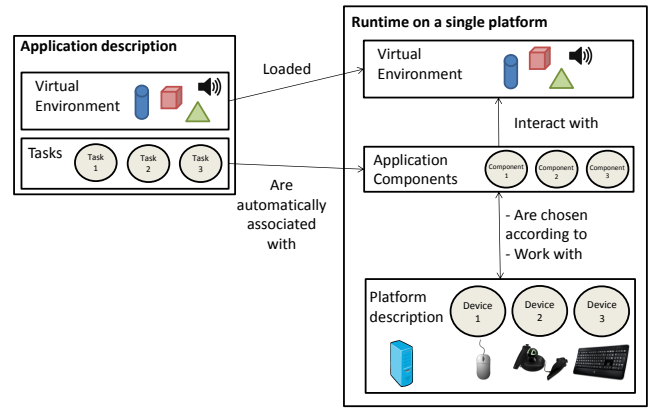 Application description
Virtual
Environment
Tasks
Task
1
Task
2
Task
3
Loaded
Are
automatically
associated
with
Runtime on a single platform
Virtual
Environment
Interact with
Application
Components
Component
1
Component
2
Component
3
- Are chosen
according to
- Work with
Platform
description
Device
1
Device
2
Device
3